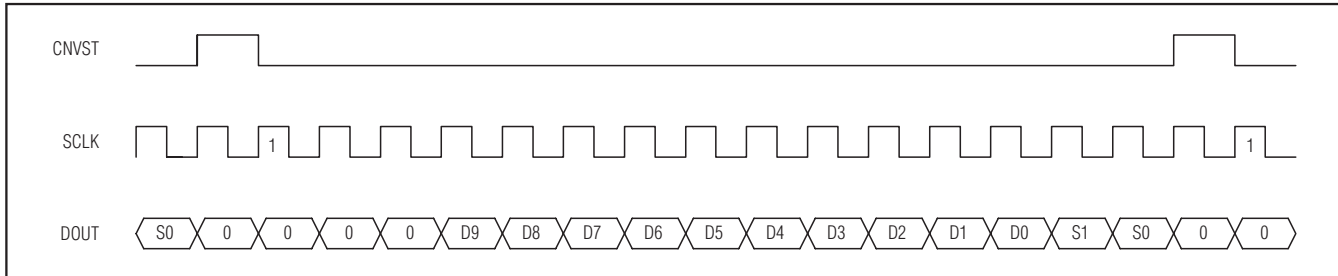 CNVST
SCLK 1 1
DOUT S0 0 0 0 0 D9 D8 D7 D6 D5 D4 D3 D2 D1 D0 S1 S0 0 0